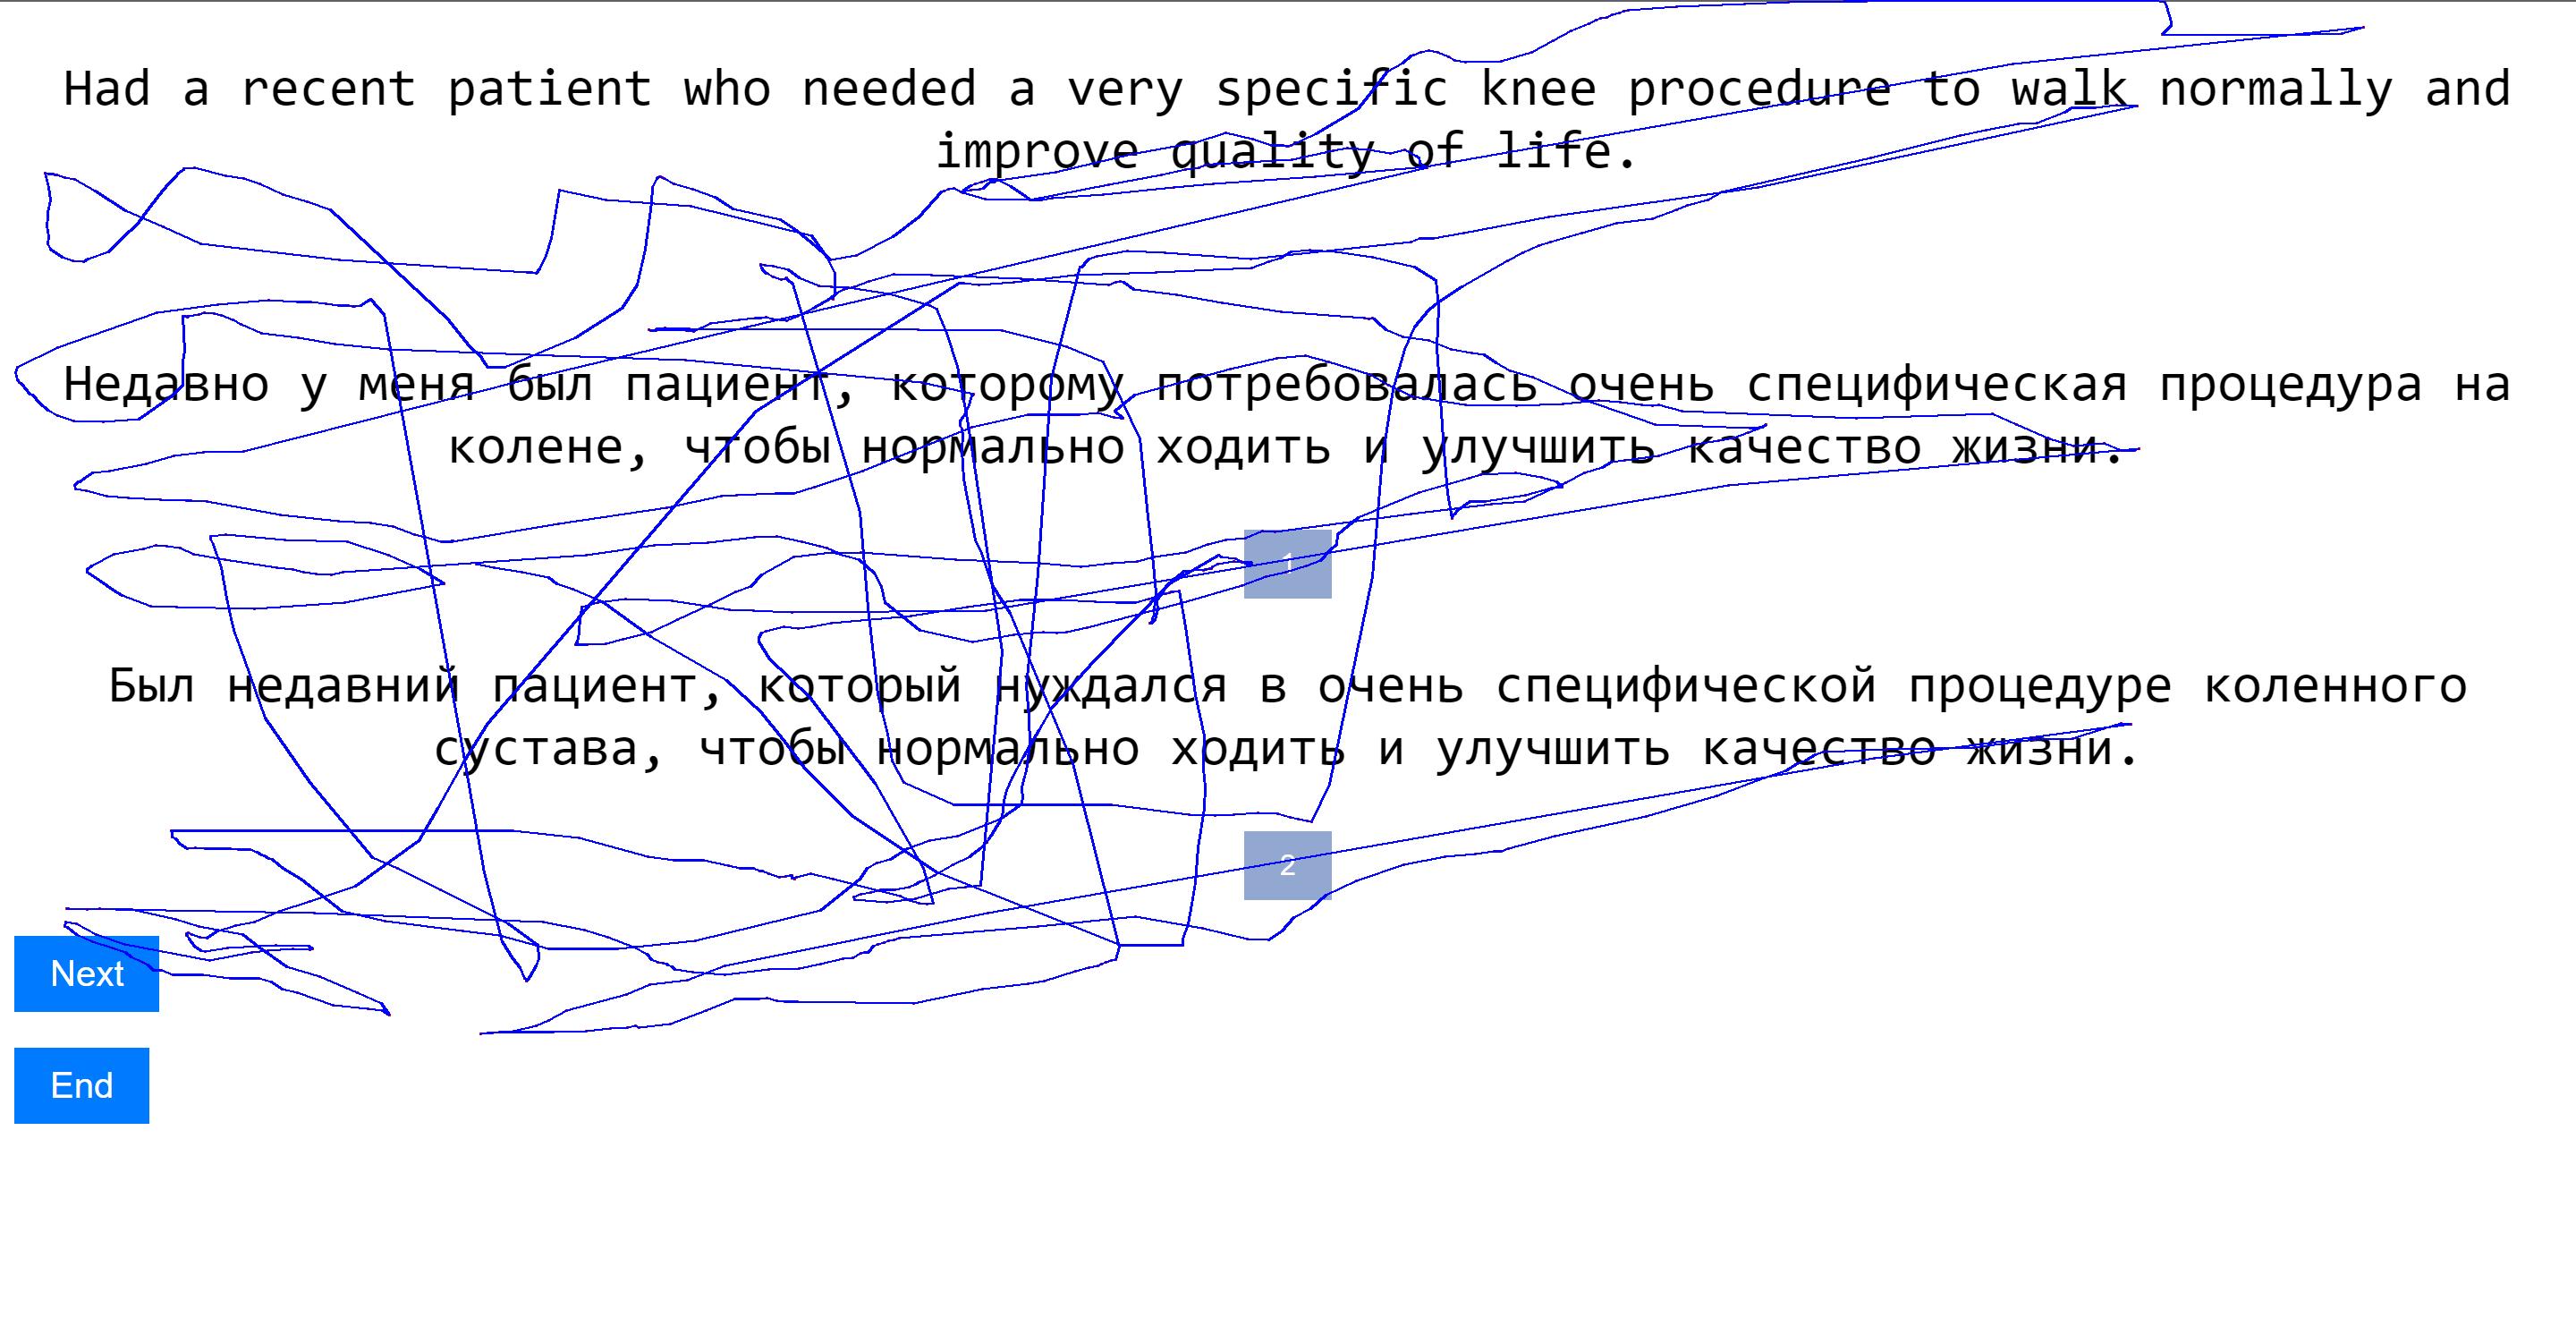 Had a recent patient who needed a very specific knee procedure to walk normally and
improve quality of life.
Недавно у меня был пациент, которому потребовалась очень специфическая процедура на
колене, чтобы нормально ходить и улучшить качество жизни.
1
Был недавний пациент, который нуждался в очень специфической процедуре коленного
сустава, чтобы нормально ходить и улучшить качество жизни.
2
Next
End